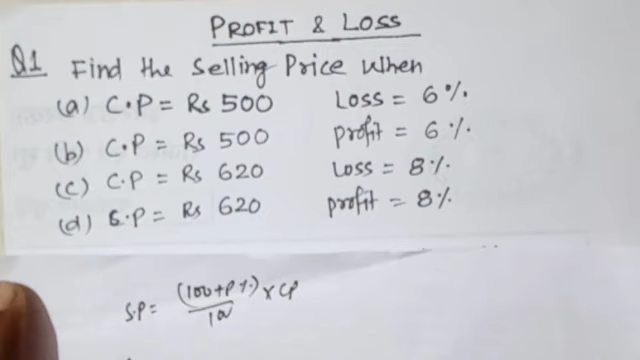 PROFIT & LOSS
Q1 Find the Selling Price when
(a) C.P = Rs 500 Loss = 6%.
(b) C.P = Rs 500 profit = 6%.
(c) C.P = Rs 620 Loss = 8%.
(d) S.P = Rs 620 profit = 8%.
S.P = (100+P%)/100 × CP